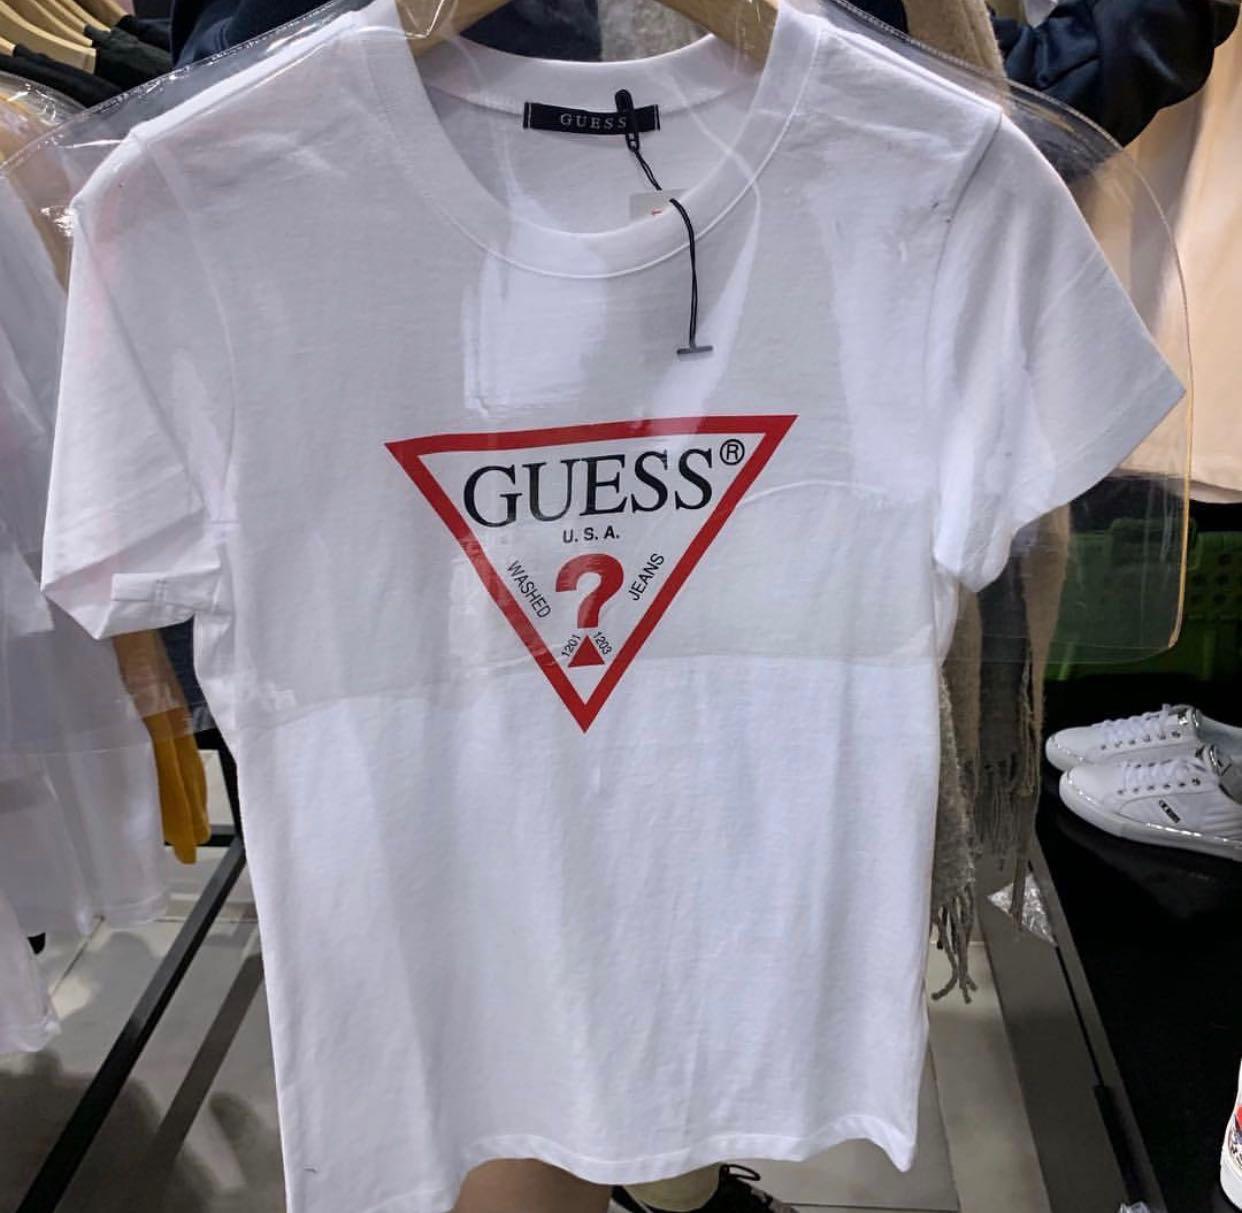 GUESS
GUESS®
U.S.A.
WASHED
?
JEANS
1201
1203